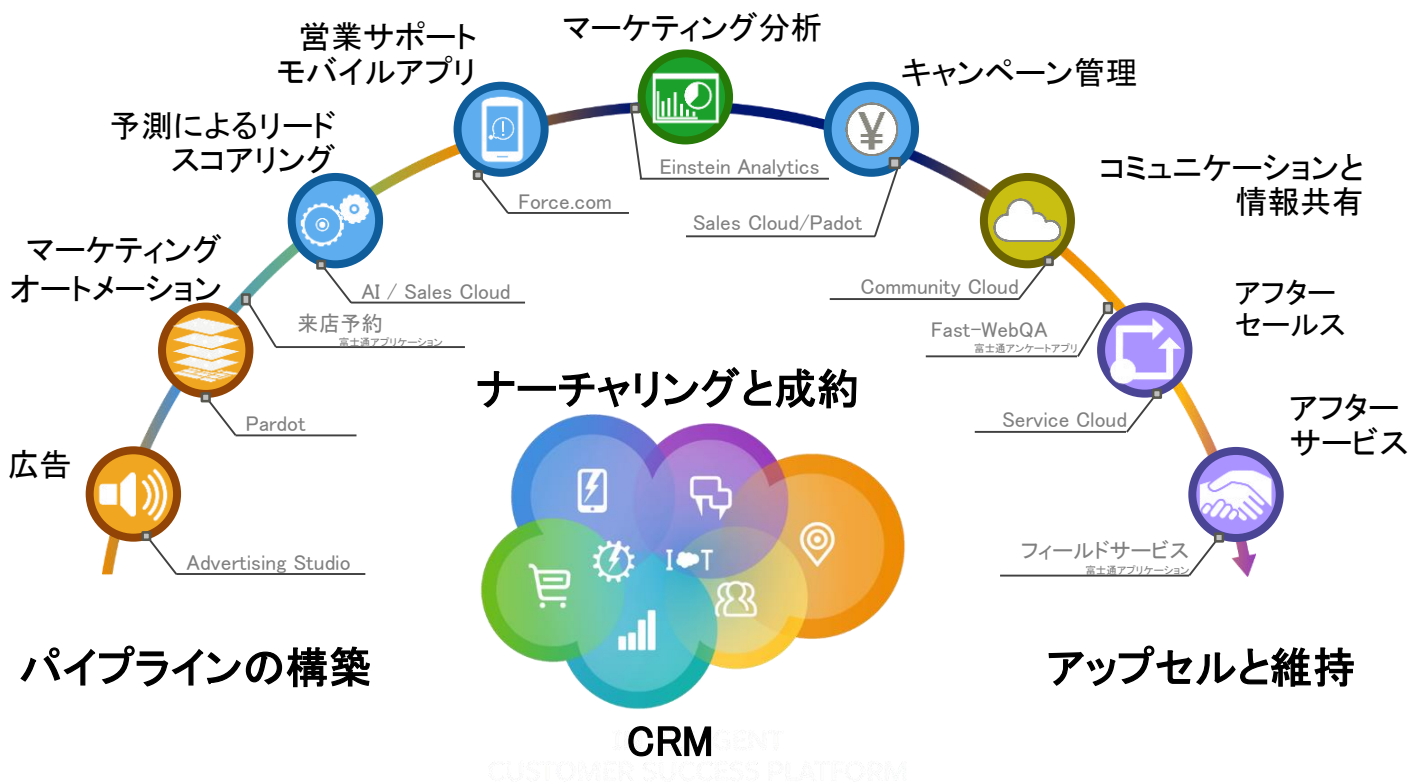 マーケティング分析
営業サポート
モバイルアプリ
キャンペーン管理
予測によるリード
スコアリング
¥
コミュニケーションと
情報共有
Einstein Analytics
Force.com
Sales Cloud/Padot
マーケティング
オートメーション
AI / Sales Cloud
Community Cloud
アフター
セールス
来店予約
富士通アプリケーション
Fast-WebQA
富士通アンケートアプリ
ナーチャリングと成約
Pardot
Service Cloud
アフター
サービス
広告
Advertising Studio
I T
フィールドサービス
富士通アプリケーション
パイプラインの構築
アップセルと維持
CRM
CUSTOMER SUCCESS PLATFORM